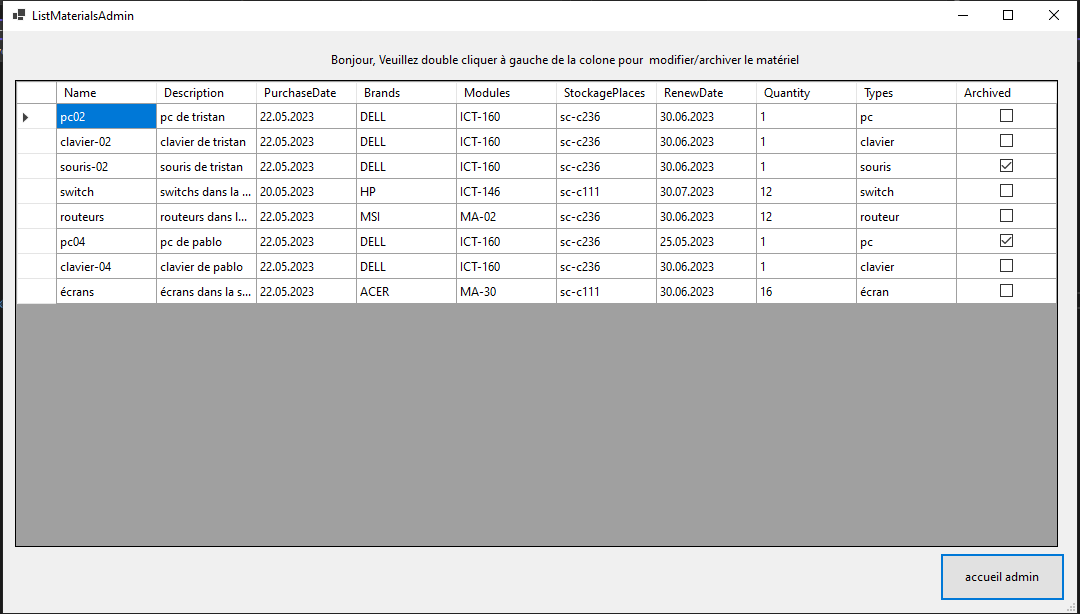 ListMaterialsAdmin
Bonjour, Veuillez double cliquer à gauche de la colone pour modifier/archiver le matériel
Name Description PurchaseDate Brands Modules StockagePlaces RenewDate Quantity Types Archived
pc02 pc de tristan 22.05.2023 DELL ICT-160 sc-c236 30.06.2023 1 pc
clavier-02 clavier de tristan 22.05.2023 DELL ICT-160 sc-c236 30.06.2023 1 clavier
souris-02 souris de tristan 22.05.2023 DELL ICT-160 sc-c236 30.06.2023 1 souris
switch switchs dans la ... 20.05.2023 HP ICT-146 sc-c111 30.07.2023 12 switch
routeurs routeurs dans l... 22.05.2023 MSI MA-02 sc-c236 30.06.2023 12 routeur
pc04 pc de pablo 22.05.2023 DELL ICT-160 sc-c236 25.05.2023 1 pc
clavier-04 clavier de pablo 22.05.2023 DELL ICT-160 sc-c236 30.06.2023 1 clavier
écrans écrans dans la s... 22.05.2023 ACER MA-30 sc-c111 30.06.2023 16 écran
accueil admin